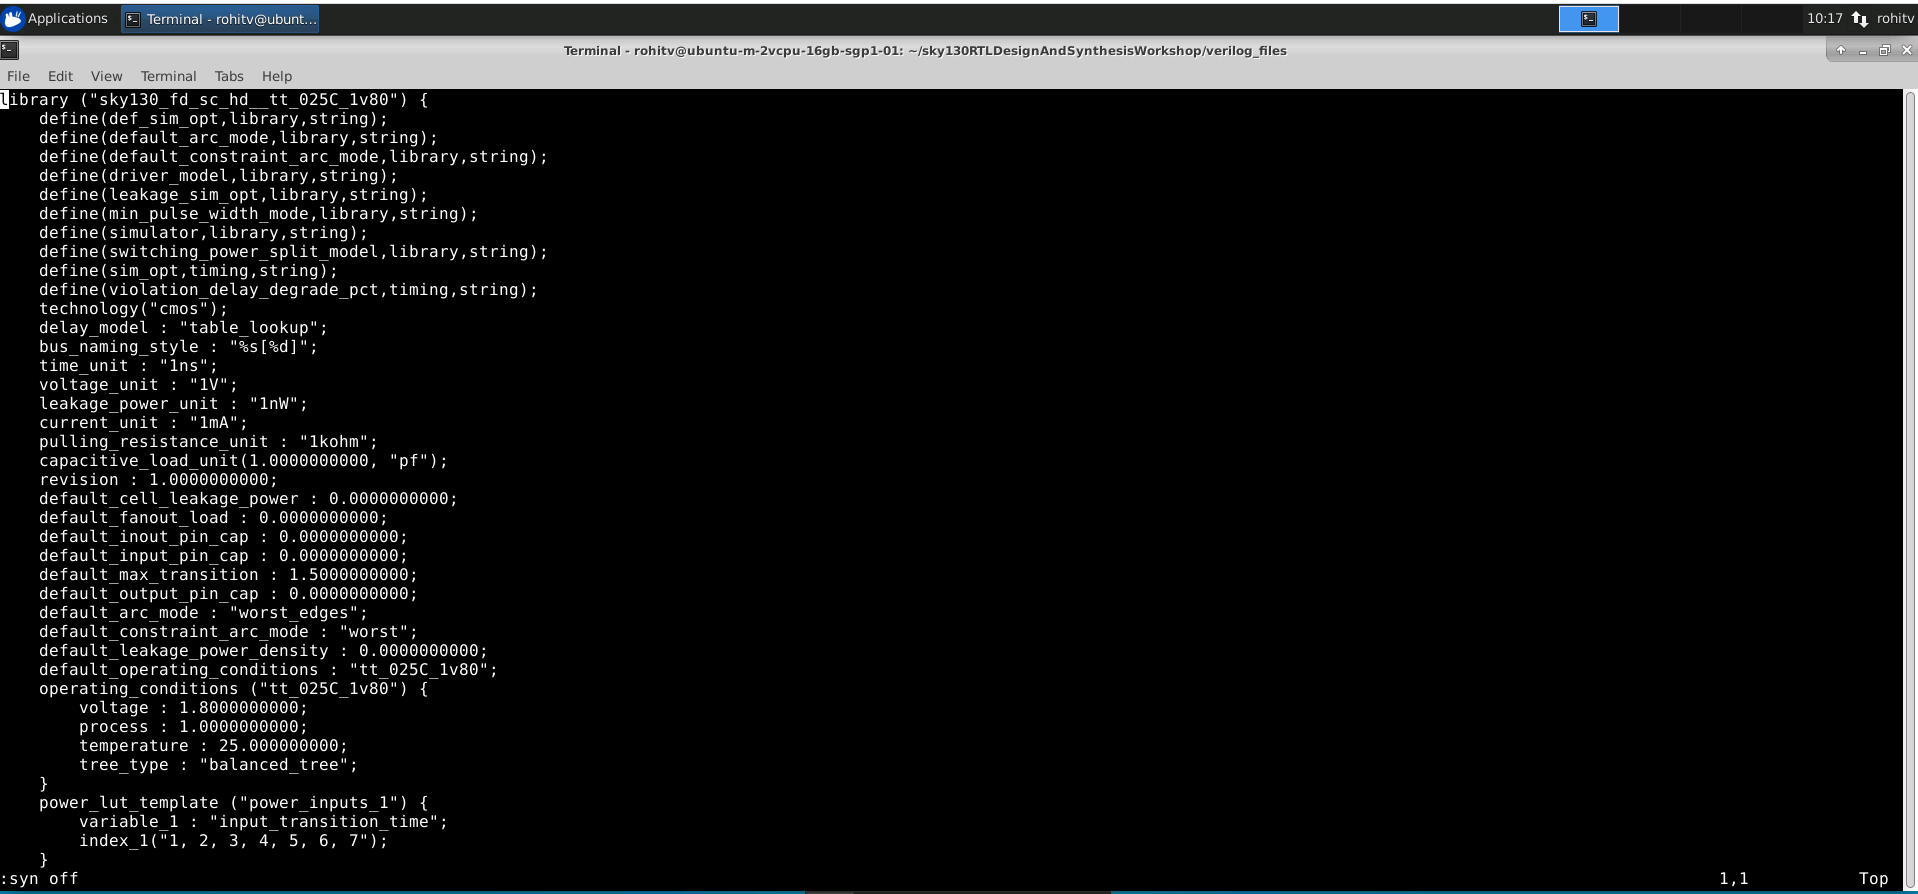 Applications
Terminal - rohitv@ubunt...
10:17
rohitv
Terminal - rohitv@ubuntu-m-2vcpu-16gb-sgp1-01: ~/sky130RTLDesignAndSynthesisWorkshop/verilog_files
File Edit View Terminal Tabs Help
library ("sky130_fd_sc_hd__tt_025C_1v80") {
    define(def_sim_opt,library,string);
    define(default_arc_mode,library,string);
    define(default_constraint_arc_mode,library,string);
    define(driver_model,library,string);
    define(leakage_sim_opt,library,string);
    define(min_pulse_width_mode,library,string);
    define(simulator,library,string);
    define(switching_power_split_model,library,string);
    define(sim_opt,timing,string);
    define(violation_delay_degrade_pct,timing,string);
    technology("cmos");
    delay_model : "table_lookup";
    bus_naming_style : "%s[%d]";
    time_unit : "1ns";
    voltage_unit : "1V";
    leakage_power_unit : "1nW";
    current_unit : "1mA";
    pulling_resistance_unit : "1kohm";
    capacitive_load_unit(1.0000000000, "pf");
    revision : 1.0000000000;
    default_cell_leakage_power : 0.0000000000;
    default_fanout_load : 0.0000000000;
    default_inout_pin_cap : 0.0000000000;
    default_input_pin_cap : 0.0000000000;
    default_max_transition : 1.5000000000;
    default_output_pin_cap : 0.0000000000;
    default_arc_mode : "worst_edges";
    default_constraint_arc_mode : "worst";
    default_leakage_power_density : 0.0000000000;
    default_operating_conditions : "tt_025C_1v80";
    operating_conditions ("tt_025C_1v80") {
        voltage : 1.8000000000;
        process : 1.0000000000;
        temperature : 25.000000000;
        tree_type : "balanced_tree";
    }
    power_lut_template ("power_inputs_1") {
        variable_1 : "input_transition_time";
        index_1("1, 2, 3, 4, 5, 6, 7");
    }
:syn off 1,1 Top